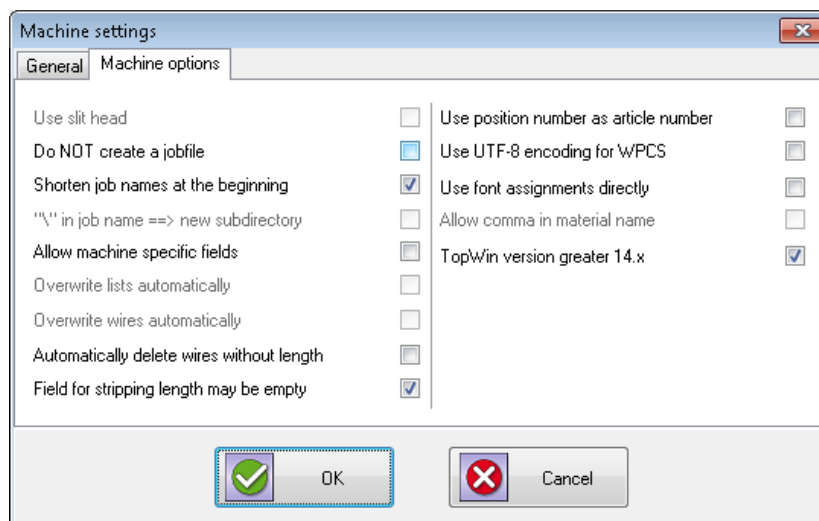 Machine settings
General
Machine options
Use slit head
Do NOT create a jobfile
Shorten job names at the beginning
"\" in job name ==> new subdirectory
Allow machine specific fields
Overwrite lists automatically
Overwrite wires automatically
Automatically delete wires without length
Field for stripping length may be empty
Use position number as article number
Use UTF-8 encoding for WPCS
Use font assignments directly
Allow comma in material name
TopWin version greater 14.x
OK
Cancel